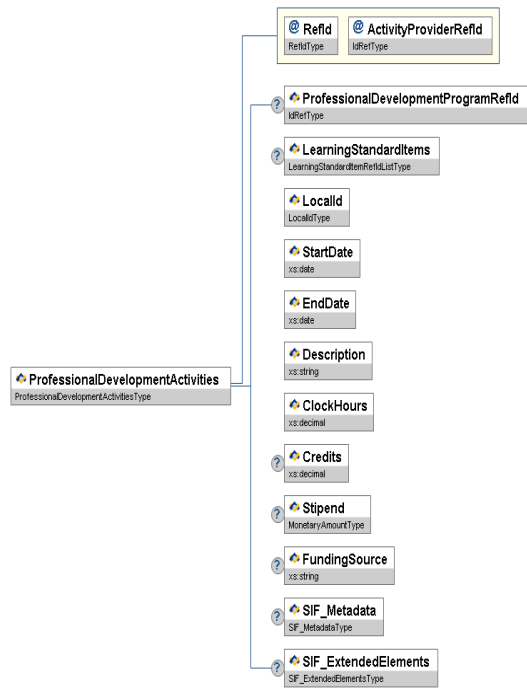 @ RefId
RefIdType
@ ActivityProviderRefId
IdRefType
? ProfessionalDevelopmentProgramRefId
IdRefType
? LearningStandardItems
LearningStandardItemRefIdListType
LocalId
LocalIdType
StartDate
xs:date
EndDate
xs:date
Description
xs:string
ProfessionalDevelopmentActivities
ProfessionalDevelopmentActivitiesType
ClockHours
xs:decimal
? Credits
xs:decimal
? Stipend
MonetaryAmountType
? FundingSource
xs:string
? SIF_Metadata
SIF_MetadataType
? SIF_ExtendedElements
SIF_ExtendedElementsType